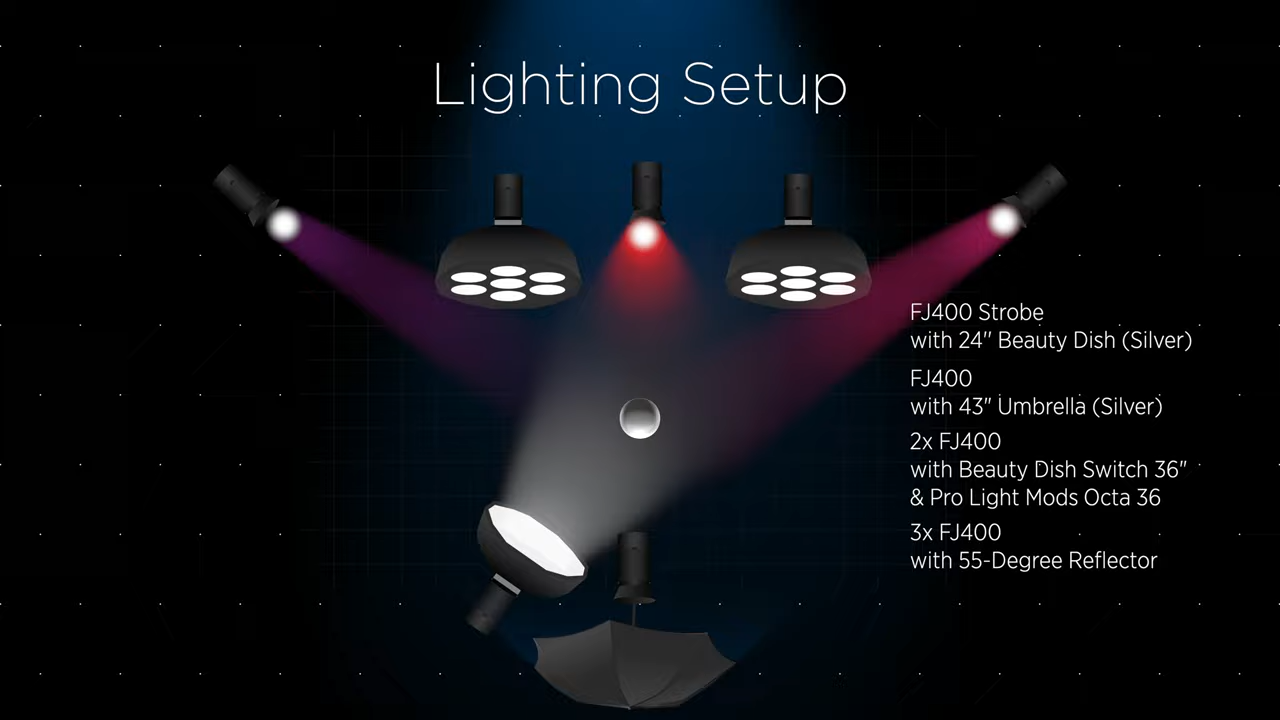 Lighting Setup
FJ400 Strobe
with 24" Beauty Dish (Silver)
FJ400
with 43" Umbrella (Silver)
2x FJ400
with Beauty Dish Switch 36"
& Pro Light Mods Octa 36
3x FJ400
with 55-Degree Reflector